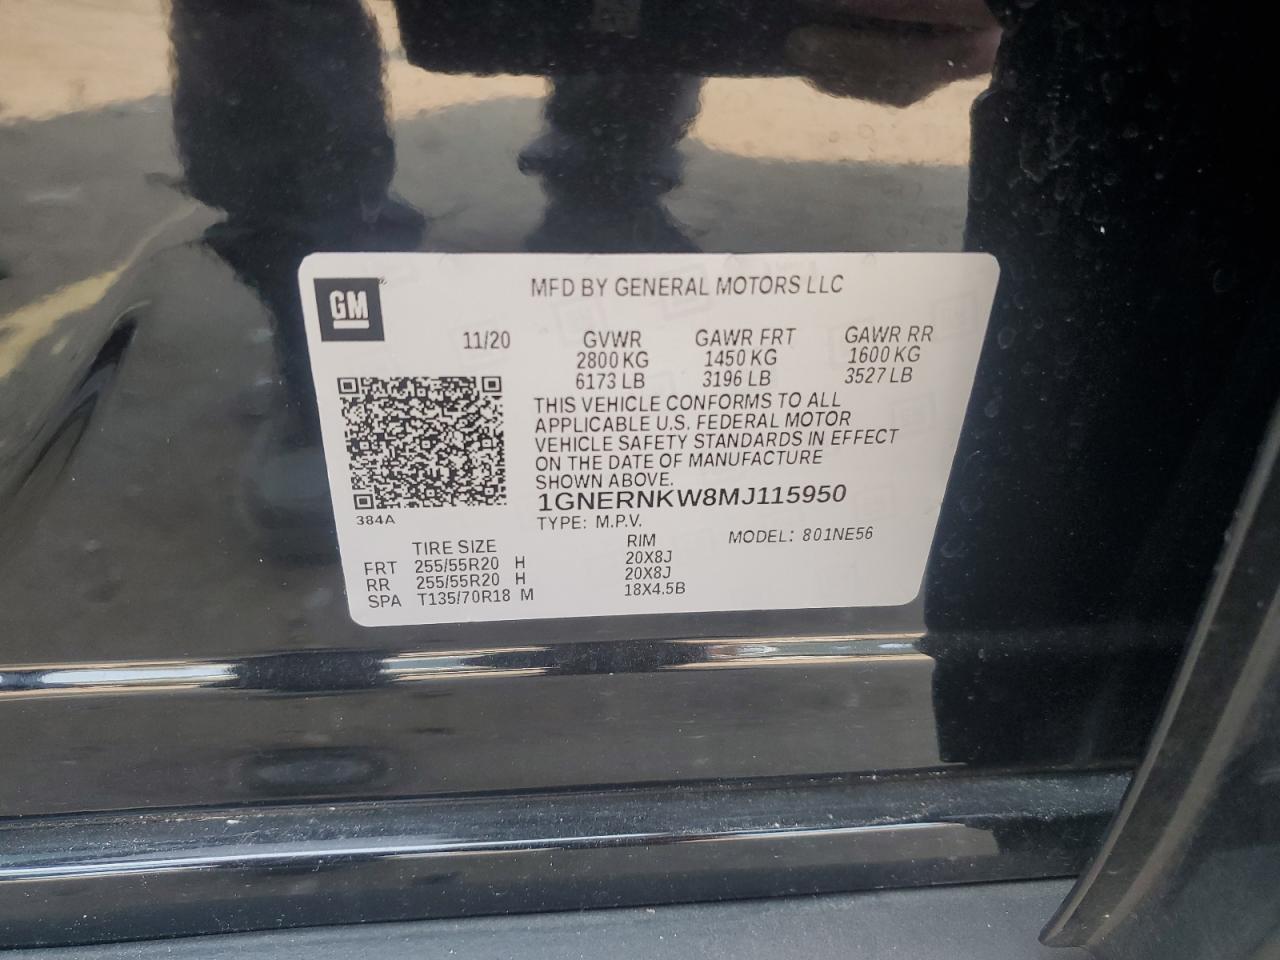 GM
MFD BY GENERAL MOTORS LLC
11/20 GVWR GAWR FRT GAWR RR
2800 KG 1450 KG 1600 KG
6173 LB 3196 LB 3527 LB
THIS VEHICLE CONFORMS TO ALL
APPLICABLE U.S. FEDERAL MOTOR
VEHICLE SAFETY STANDARDS IN EFFECT
ON THE DATE OF MANUFACTURE
SHOWN ABOVE.
1GNERNKW8MJ115950
384A
TYPE: M.P.V. MODEL: 801NE56
TIRE SIZE RIM
FRT 255/55R20 H 20X8J
RR 255/55R20 H 20X8J
SPA T135/70R18 M 18X4.5B